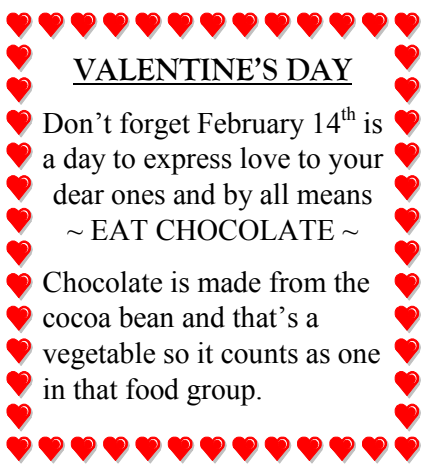 VALENTINE'S DAY
Don't forget February 14th is
a day to express love to your
dear ones and by all means
~ EAT CHOCOLATE ~
Chocolate is made from the
cocoa bean and that's a
vegetable so it counts as one
in that food group.